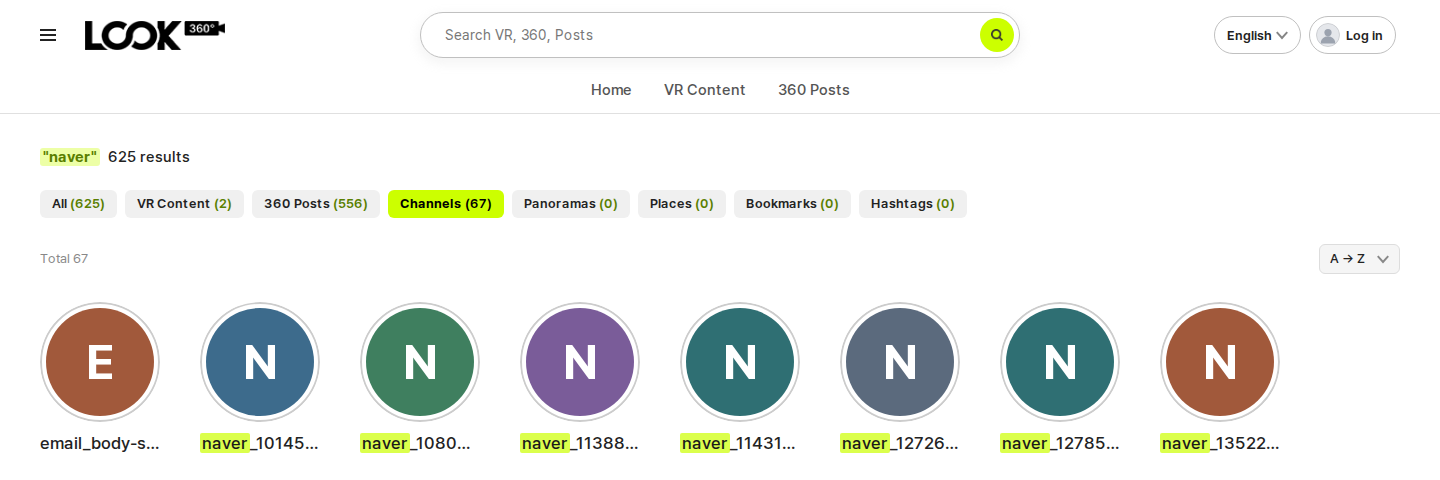 LOOK 360°
Search VR, 360, Posts
English
Log in
Home VR Content 360 Posts
"naver" 625 results
All (625) VR Content (2) 360 Posts (556) Channels (67) Panoramas (0) Places (0) Bookmarks (0) Hashtags (0)
Total 67
A → Z
E N N N N N N N
email_body-s... naver_10145... naver_1080... naver_11388... naver_11431... naver_12726... naver_12785... naver_13522...